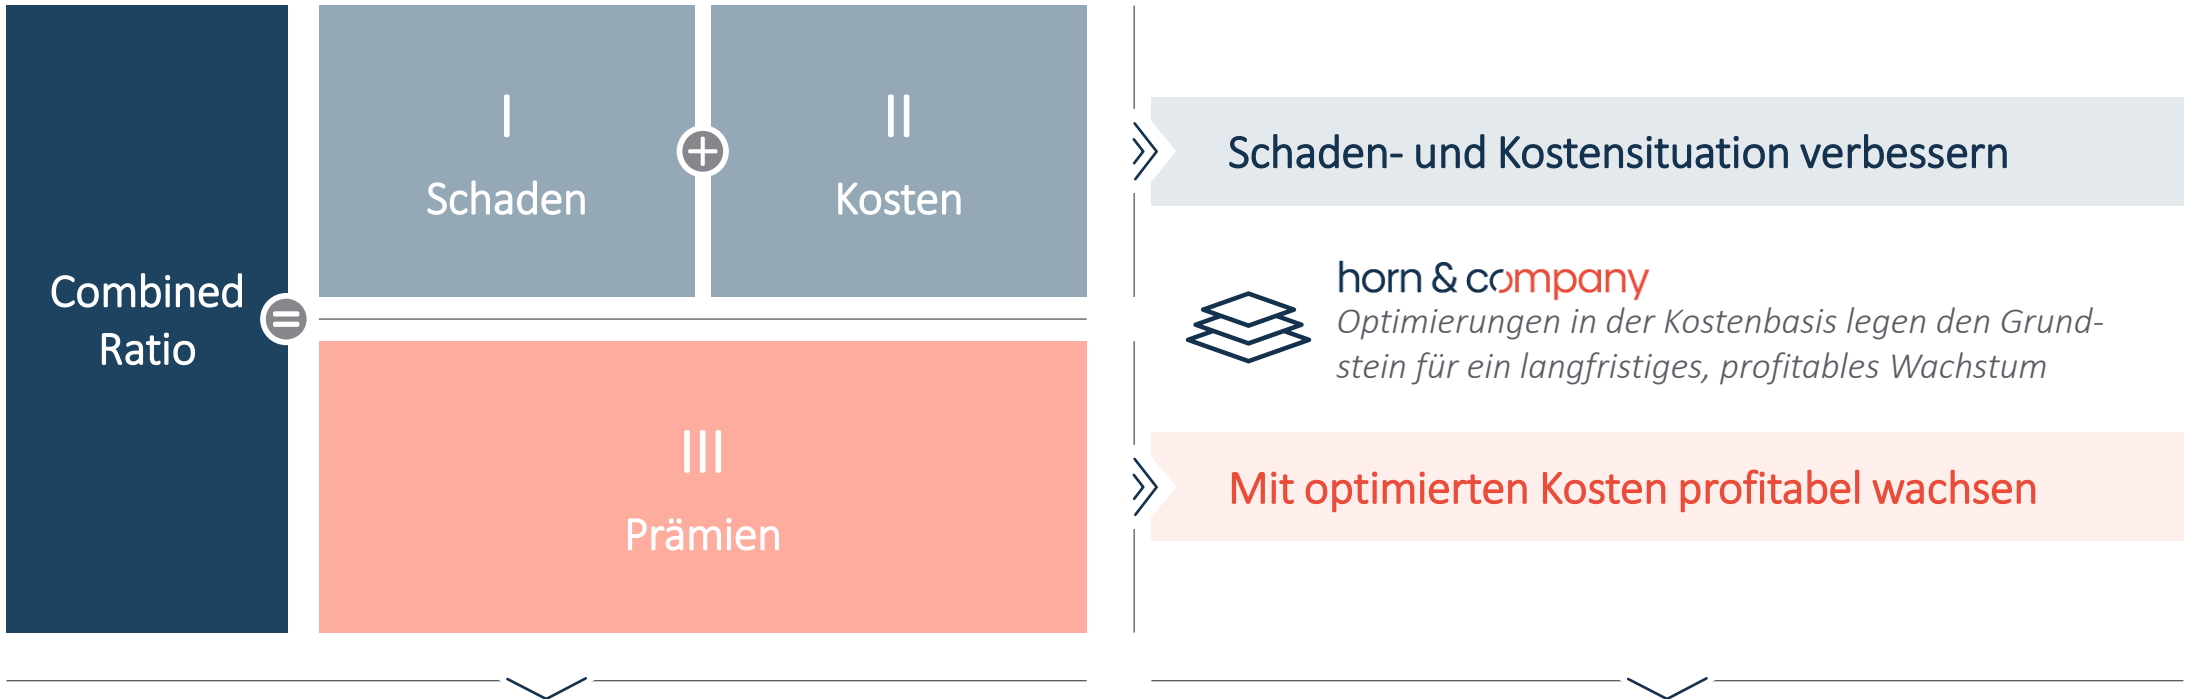 Combined
Ratio
=
I
Schaden
+
II
Kosten
III
Prämien
Schaden- und Kostensituation verbessern
horn & company
Optimierungen in der Kostenbasis legen den Grund-
stein für ein langfristiges, profitables Wachstum
Mit optimierten Kosten profitabel wachsen